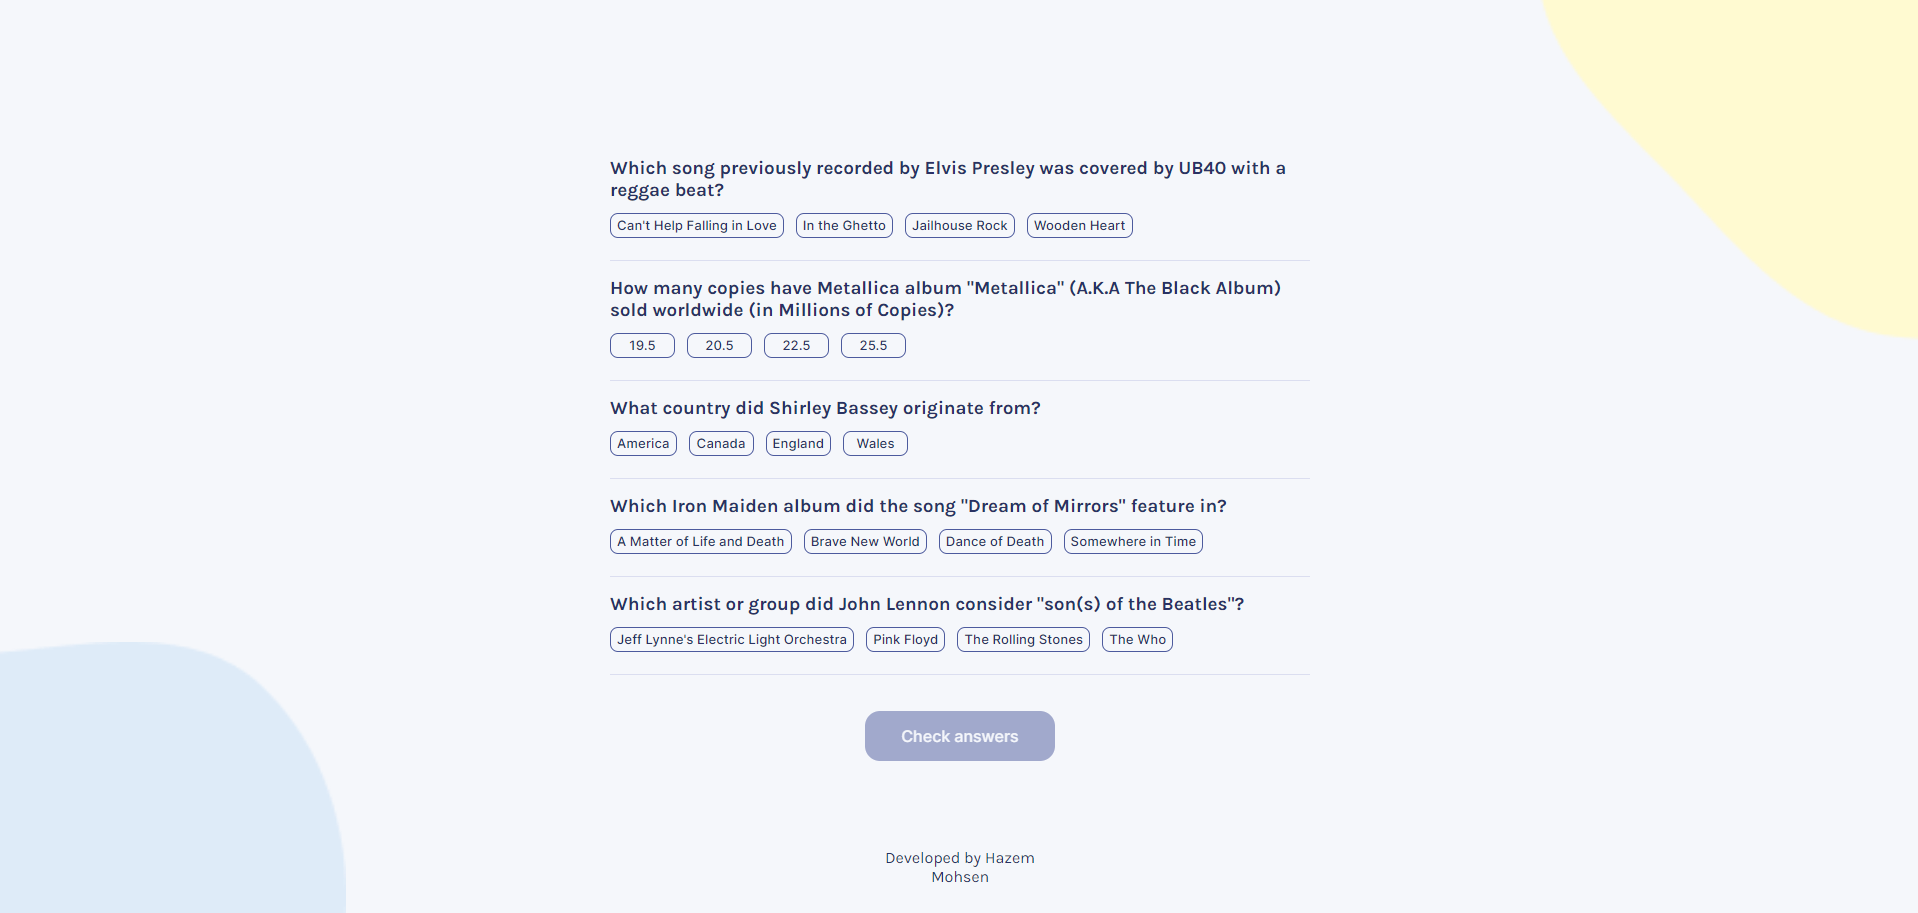 Which song previously recorded by Elvis Presley was covered by UB40 with a
reggae beat?
Can't Help Falling in Love In the Ghetto Jailhouse Rock Wooden Heart
How many copies have Metallica album "Metallica" (A.K.A The Black Album)
sold worldwide (in Millions of Copies)?
19.5 20.5 22.5 25.5
What country did Shirley Bassey originate from?
America Canada England Wales
Which Iron Maiden album did the song "Dream of Mirrors" feature in?
A Matter of Life and Death Brave New World Dance of Death Somewhere in Time
Which artist or group did John Lennon consider "son(s) of the Beatles"?
Jeff Lynne's Electric Light Orchestra Pink Floyd The Rolling Stones The Who
Check answers
Developed by Hazem
Mohsen